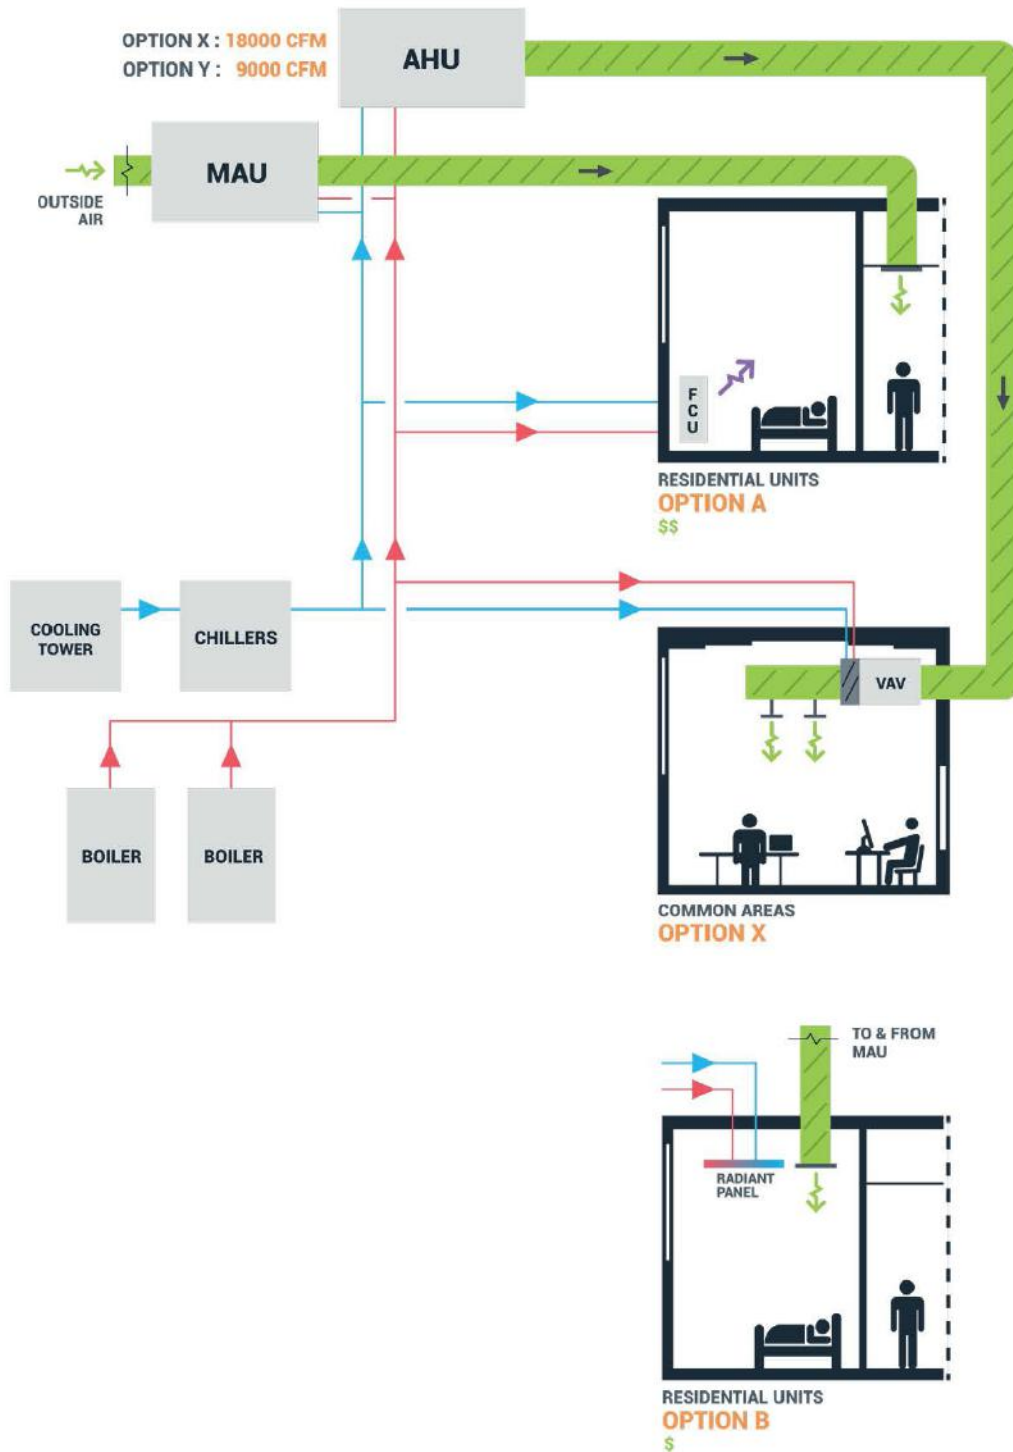 OPTION X : 18000 CFM
OPTION Y : 9000 CFM
AHU
MAU
OUTSIDE
AIR
F
C
U
RESIDENTIAL UNITS
OPTION A
$$
COOLING
TOWER
CHILLERS
VAV
BOILER
BOILER
COMMON AREAS
OPTION X
TO & FROM
MAU
RADIANT
PANEL
RESIDENTIAL UNITS
OPTION B
$